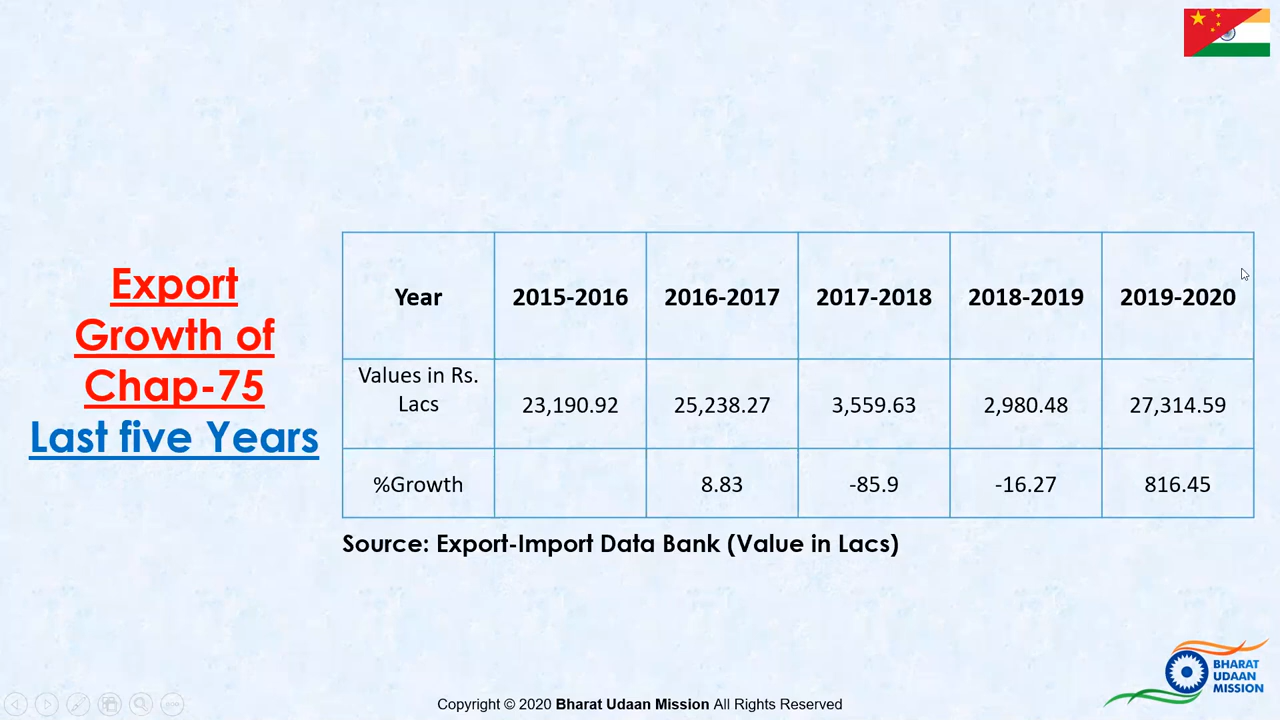 Export
Growth of
Chap-75
Last five Years
Year 2015-2016 2016-2017 2017-2018 2018-2019 2019-2020
Values in Rs.
Lacs 23,190.92 25,238.27 3,559.63 2,980.48 27,314.59
%Growth 8.83 -85.9 -16.27 816.45
Source: Export-Import Data Bank (Value in Lacs)
BHARAT
UDAAN
MISSION
Copyright © 2020 Bharat Udaan Mission All Rights Reserved